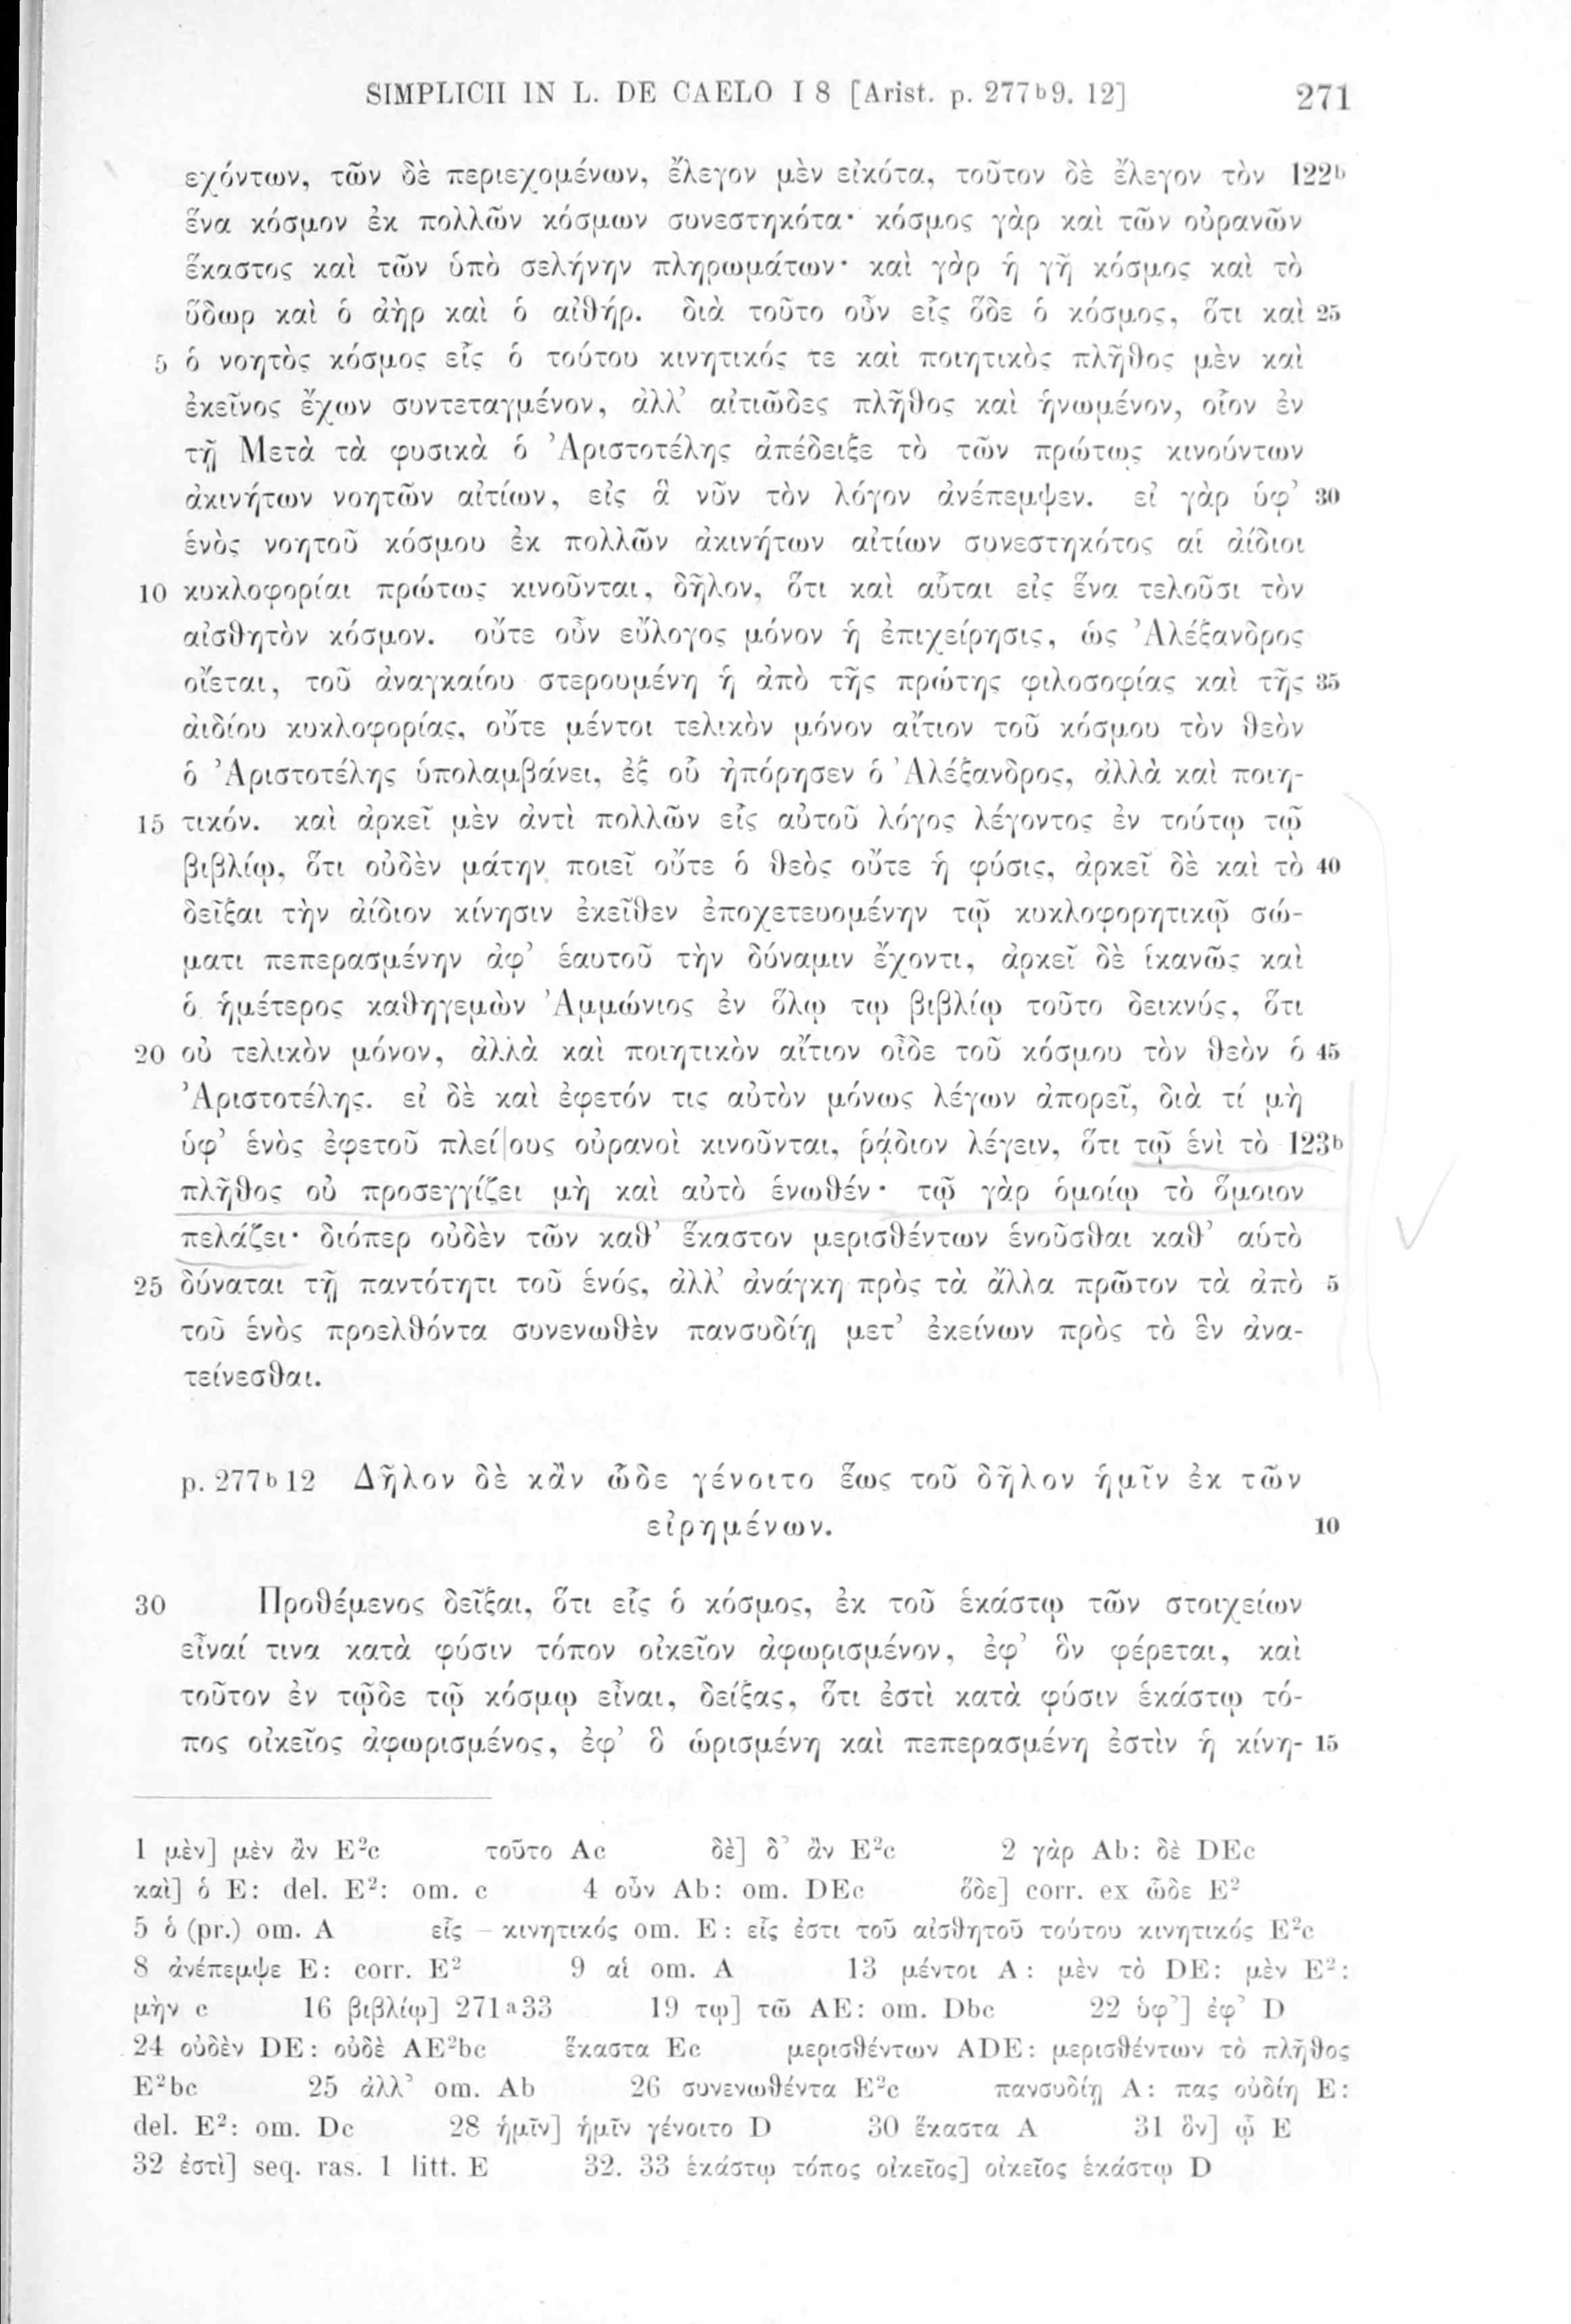 SIMPLICII IN L. DE CAELO I 8 [Arist. p. 277ᵇ9. 12] 271
εχόντων, τῶν δὲ περιεχομένων, ἔλεγον μὲν εἰκότα, τοῦτον δὲ ἔλεγον τὸν 122ᵇ
ἕνα κόσμον ἐκ πολλῶν κόσμων συνεστηκότα· κόσμος γὰρ καὶ τῶν οὐρανῶν
ἕκαστος καὶ τῶν ὑπὸ σελήνην πληρωμάτων· καὶ γὰρ ἡ γῆ κόσμος καὶ τὸ
ὕδωρ καὶ ὁ ἀὴρ καὶ ὁ αἰθήρ. διὰ τοῦτο οὖν εἷς ὅδε ὁ κόσμος, ὅτι καὶ 25
5 ὁ νοητὸς κόσμος εἷς ὁ τούτου κινητικός τε καὶ ποιητικὸς πλῆθος μὲν καὶ
ἐκεῖνος ἔχων συντεταγμένον, ἀλλ' αἰτιῶδες πλῆθος καὶ ἡνωμένον, οἷον ἐν
τῇ Μετὰ τὰ φυσικὰ ὁ Ἀριστοτέλης ἀπέδειξε τὸ τῶν πρώτως κινούντων
ἀκινήτων νοητῶν αἰτίων, εἰς ἃ νῦν τὸν λόγον ἀνέπεμψεν. εἰ γὰρ ὑφ' 30
ἑνὸς νοητοῦ κόσμου ἐκ πολλῶν ἀκινήτων αἰτίων συνεστηκότος αἱ ἀίδιοι
10 κυκλοφορίαι πρώτως κινοῦνται, δῆλον, ὅτι καὶ αὗται εἰς ἕνα τελοῦσι τὸν
αἰσθητὸν κόσμον. οὔτε οὖν εὔλογος μόνον ἡ ἐπιχείρησις, ὡς Ἀλέξανδρος
οἴεται, τοῦ ἀναγκαίου στερουμένη ἡ ἀπὸ τῆς πρώτης φιλοσοφίας καὶ τῆς 35
ἀιδίου κυκλοφορίας, οὔτε μέντοι τελικὸν μόνον αἴτιον τοῦ κόσμου τὸν θεὸν
ὁ Ἀριστοτέλης ὑπολαμβάνει, ἐξ οὗ ἠπόρησεν ὁ Ἀλέξανδρος, ἀλλὰ καὶ ποιη-
15 τικόν. καὶ ἀρκεῖ μὲν ἀντὶ πολλῶν εἷς αὐτοῦ λόγος λέγοντος ἐν τούτῳ τῷ
βιβλίῳ, ὅτι οὐδὲν μάτην ποιεῖ οὔτε ὁ θεὸς οὔτε ἡ φύσις, ἀρκεῖ δὲ καὶ τὸ 40
δεῖξαι τὴν ἀίδιον κίνησιν ἐκεῖθεν ἐποχετευομένην τῷ κυκλοφορητικῷ σώ-
ματι πεπερασμένην ἀφ' ἑαυτοῦ τὴν δύναμιν ἔχοντι, ἀρκεῖ δὲ ἱκανῶς καὶ
ὁ ἡμέτερος καθηγεμὼν Ἀμμώνιος ἐν ὅλῳ τῳ βιβλίῳ τοῦτο δεικνύς, ὅτι
20 οὐ τελικὸν μόνον, ἀλλὰ καὶ ποιητικὸν αἴτιον οἶδε τοῦ κόσμου τὸν θεὸν ὁ 45
Ἀριστοτέλης. εἰ δὲ καὶ ἐφετόν τις αὐτὸν μόνως λέγων ἀπορεῖ, διὰ τί μὴ
ὑφ' ἑνὸς ἐφετοῦ πλεί|ους οὐρανοὶ κινοῦνται, ῥᾴδιον λέγειν, ὅτι τῷ ἑνὶ τὸ 123ᵇ
πλῆθος οὐ προσεγγίζει μὴ καὶ αὐτὸ ἑνωθέν· τῷ γὰρ ὁμοίῳ τὸ ὅμοιον
πελάζει· διόπερ οὐδὲν τῶν καθ' ἕκαστον μερισθέντων ἑνοῦσθαι καθ' αὑτὸ
25 δύναται τῇ παντότητι τοῦ ἑνός, ἀλλ' ἀνάγκη πρὸς τὰ ἄλλα πρῶτον τὰ ἀπὸ 5
τοῦ ἑνὸς προελθόντα συνενωθὲν πανσυδίῃ μετ' ἐκείνων πρὸς τὸ ἓν ἀνα-
τείνεσθαι.
p. 277ᵇ12 Δῆλον δὲ κἂν ὧδε γένοιτο ἕως τοῦ δῆλον ἡμῖν ἐκ τῶν
εἰρημένων. 10
30 Προθέμενος δεῖξαι, ὅτι εἷς ὁ κόσμος, ἐκ τοῦ ἑκάστῳ τῶν στοιχείων
εἶναί τινα κατὰ φύσιν τόπον οἰκεῖον ἀφωρισμένον, ἐφ' ὃν φέρεται, καὶ
τοῦτον ἐν τῷδε τῷ κόσμῳ εἶναι, δείξας, ὅτι ἐστὶ κατὰ φύσιν ἑκάστῳ τό-
πος οἰκεῖος ἀφωρισμένος, ἐφ' ὃ ὡρισμένη καὶ πεπερασμένη ἐστὶν ἡ κίνη- 15
1 μὲν] μὲν ἂν E²c τοῦτο Ac δὲ] δ' ἂν E²c 2 γὰρ Ab: δὲ DEc
καὶ] ὁ E: del. E²: om. c 4 οὖν Ab: om. DEc ὅδε] corr. ex ὧδε E²
5 ὁ (pr.) om. A εἷς – κινητικός om. E: εἷς ἐστι τοῦ αἰσθητοῦ τούτου κινητικός E²c
8 ἀνέπεμψε E: corr. E² 9 αἱ om. A 13 μέντοι A: μὲν τὸ DE: μὲν E²:
μὴν c 16 βιβλίῳ] 271ᵃ33 19 τῳ] τῶ AE: om. Dbc 22 ὑφ'] ἐφ' D
24 οὐδὲν DE: οὐδὲ AE²bc ἕκαστα Ec μερισθέντων ADE: μερισθέντων τὸ πλῆθος
E²bc 25 ἀλλ' om. Ab 26 συνενωθέντα E²c πανσυδίῃ A: πας οὐδίη E:
del. E²: om. Dc 28 ἡμῖν] ἡμῖν γένοιτο D 30 ἕκαστα A 31 ὃν] ᾧ E
32 ἐστὶ] seq. ras. 1 litt. E 32. 33 ἑκάστῳ τόπος οἰκεῖος] οἰκεῖος ἑκάστῳ D